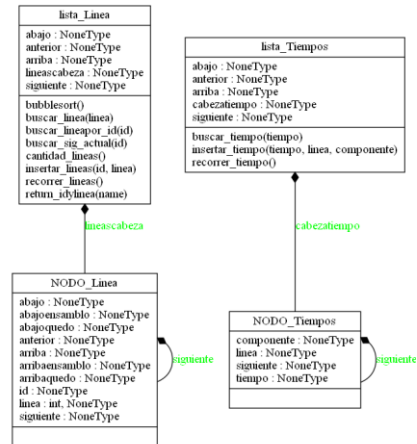 lista_Linea
abajo : NoneType
anterior : NoneType
arriba : NoneType
lineascabeza : NoneType
siguiente : NoneType
bubblesort()
buscar_linea(linea)
buscar_lineapor_id(id)
buscar_sig_actual(id)
cantidad_lineas()
insertar_lineas(id, linea)
recorrer_lineas()
return_idylinea(name)
lista_Tiempos
abajo : NoneType
anterior : NoneType
arriba : NoneType
cabezatiempo : NoneType
siguiente : NoneType
buscar_tiempo(tiempo)
insertar_tiempo(tiempo, linea, componente)
recorrer_tiempo()
lineascabeza
cabezatiempo
NODO_Linea
abajo : NoneType
abajoensamblo : NoneType
abajoquedo : NoneType
anterior : NoneType
arriba : NoneType
arribaensamblo : NoneType
arribaquedo : NoneType
id : NoneType
linea : int, NoneType
siguiente : NoneType
siguiente
NODO_Tiempos
componente : NoneType
linea : NoneType
siguiente : NoneType
tiempo : NoneType
siguiente